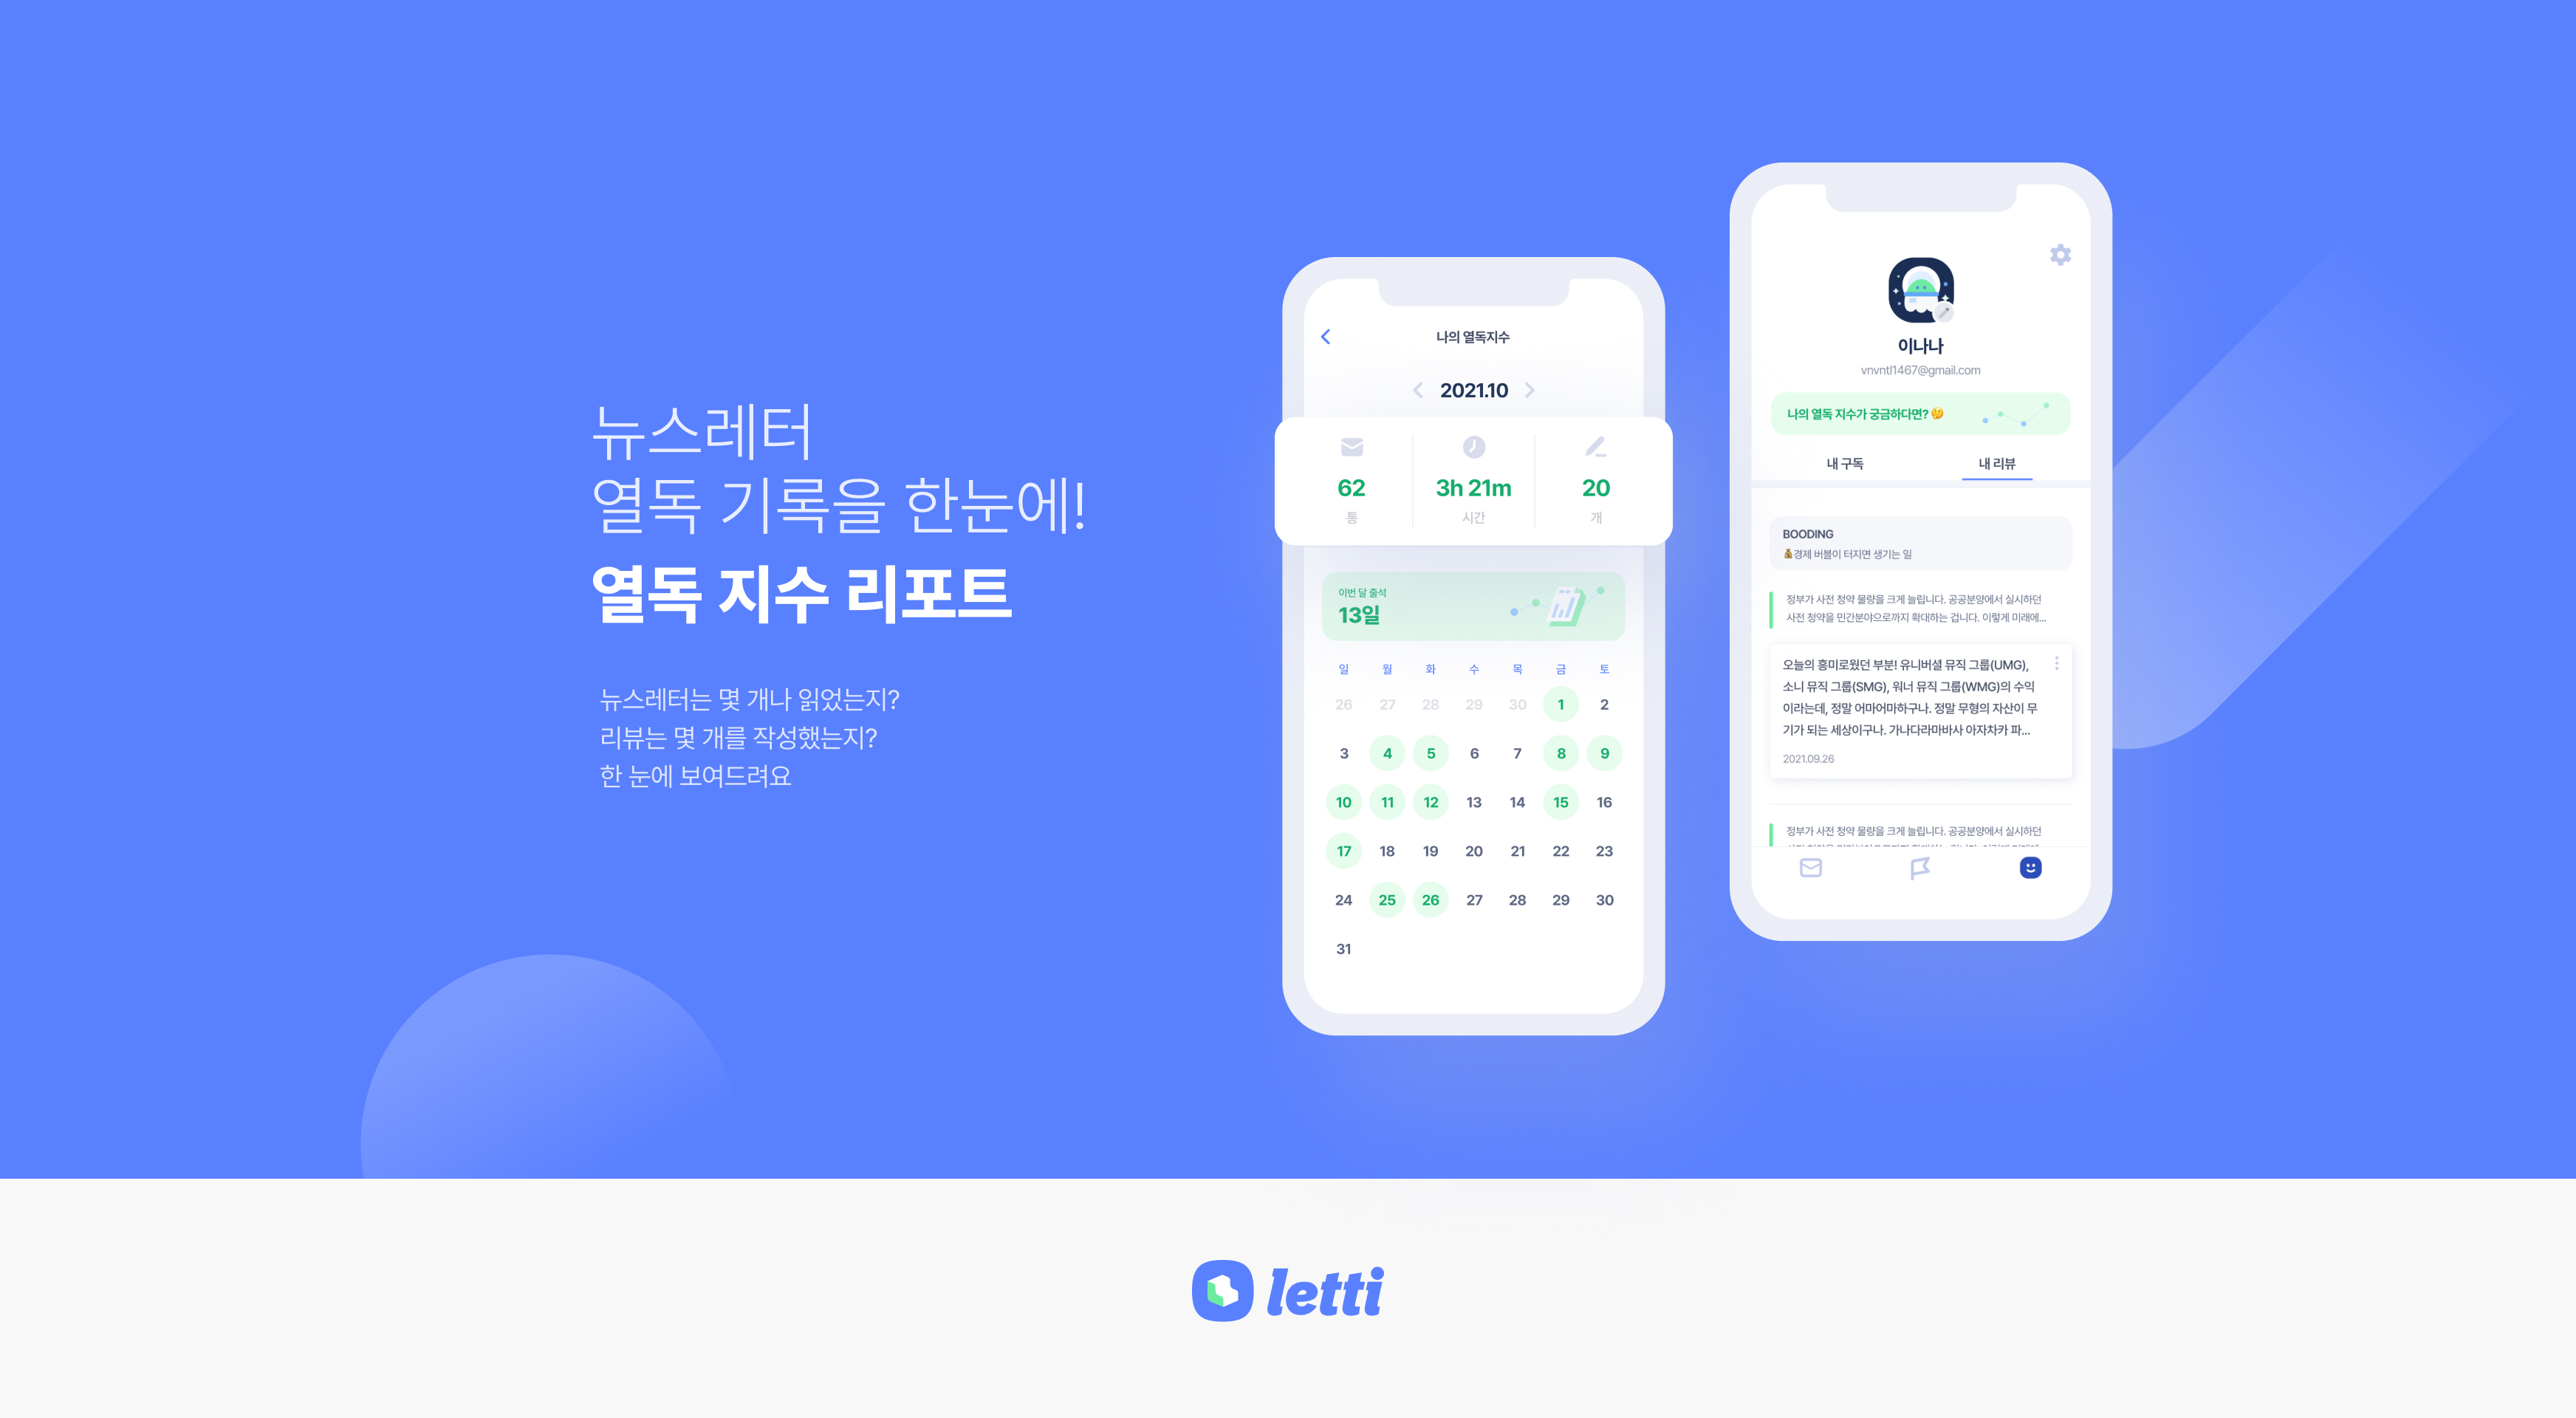 뉴스레터
열독 기록을 한눈에!
열독 지수 리포트
뉴스레터는 몇 개나 읽었는지?
리뷰는 몇 개를 작성했는지?
한 눈에 보여드려요
나의 열독지수
2021.10
62 3h 21m 20
통 시간 개
이번 달 출석
13일
일 월 화 수 목 금 토
26 27 28 29 30 1 2
3 4 5 6 7 8 9
10 11 12 13 14 15 16
17 18 19 20 21 22 23
24 25 26 27 28 29 30
31
이나나
vnvntl1467@gmail.com
나의 열독 지수가 궁금하다면? 🤔
내 구독 내 리뷰
BOODING
💰경제 버블이 터지면 생기는 일
정부가 사전 청약 물량을 크게 늘립니다. 공공분양에서 실시하던
사전 청약을 민간분야으로까지 확대하는 겁니다. 이렇게 미래에...
오늘의 흥미로웠던 부분! 유니버셜 뮤직 그룹(UMG),
소니 뮤직 그룹(SMG), 워너 뮤직 그룹(WMG)의 수익
이라는데, 정말 어마어마하구나. 정말 무형의 자산이 무
기가 되는 세상이구나. 가나다라마바사 아자차카 파...
2021.09.26
정부가 사전 청약 물량을 크게 늘립니다. 공공분양에서 실시하던
letti